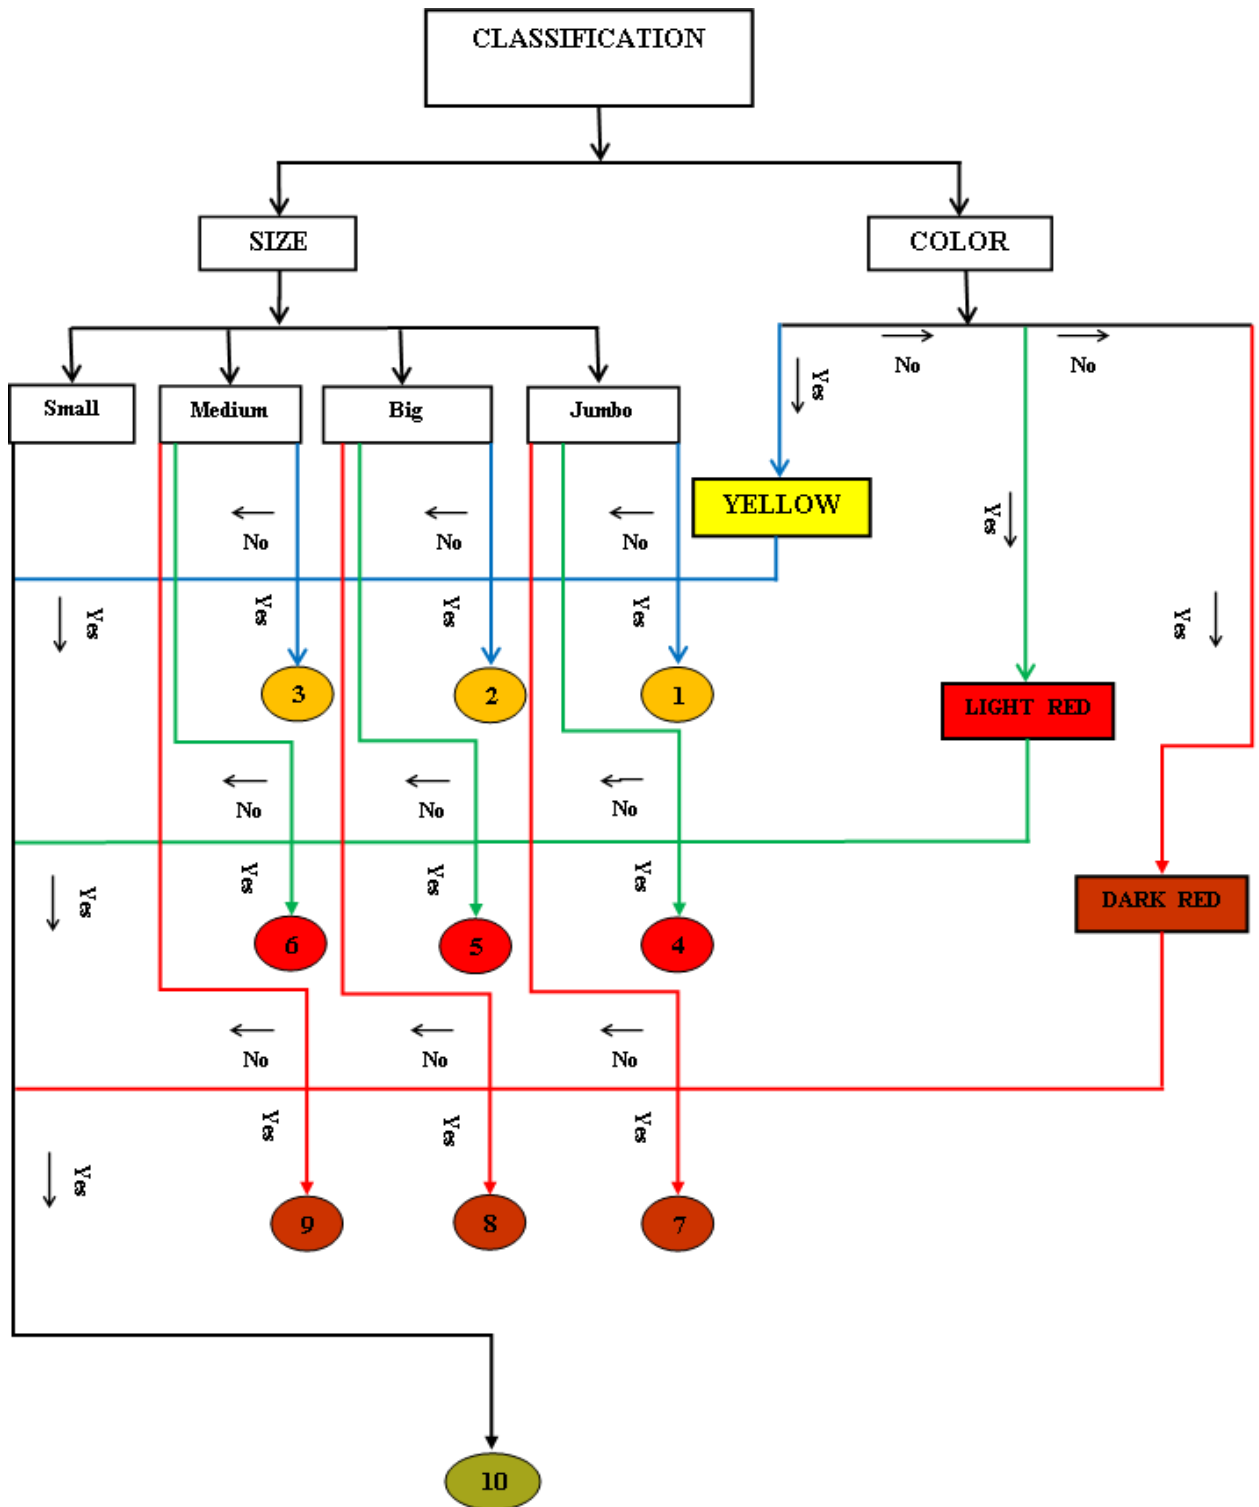 CLASSIFICATION
SIZE
COLOR
No
No
Yes
Small
Medium
Big
Jumbo
YELLOW
No
No
No
Yes
Yes
Yes
Yes
Yes
Yes
3
2
1
LIGHT RED
No
No
No
Yes
Yes
Yes
Yes
DARK RED
6
5
4
No
No
No
Yes
Yes
Yes
Yes
9
8
7
10